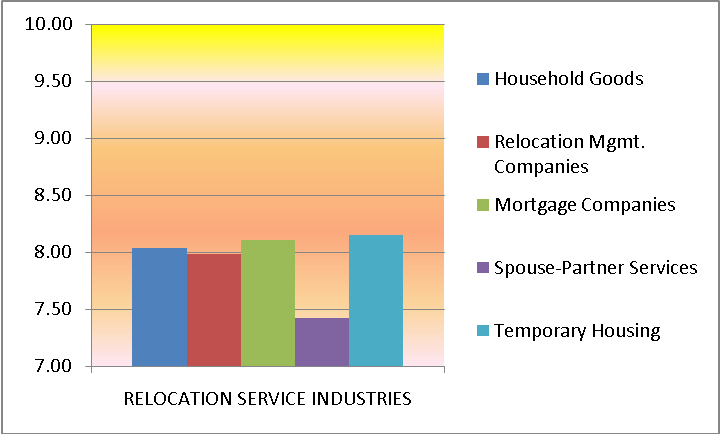 10.00
9.50
9.00
8.50
8.00
7.50
7.00
RELOCATION SERVICE INDUSTRIES
Household Goods
Relocation Mgmt.
Companies
Mortgage Companies
Spouse-Partner Services
Temporary Housing